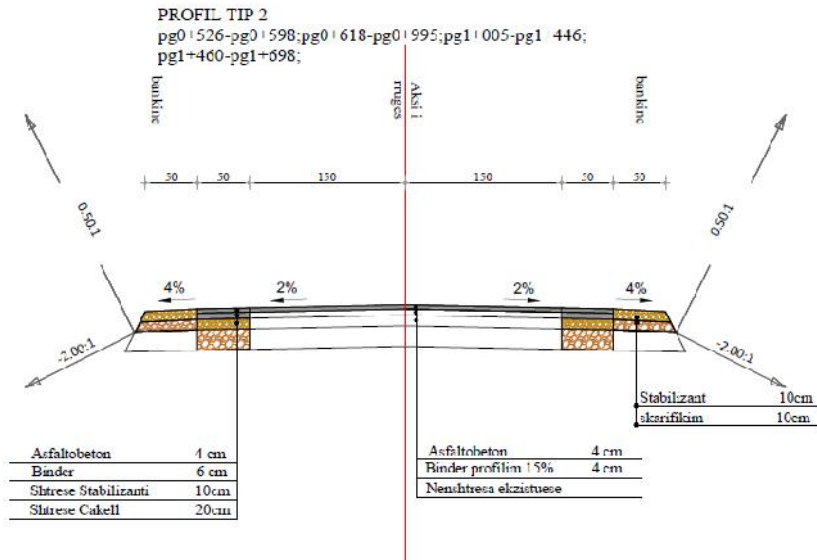 PROFIL TIP 2
pg0+526-pg0+598;pg0+618-pg0+995;pg1+005-pg1+446;
pg1+460-pg1+698;
bankine
Aksi i
rruges
bankine
50 50 150 150 50 50
0.50:1
0.50:1
4% 2% 2% 4%
-2.00:1
-2.00:1
Stabilizant 10cm
skarifikim 10cm
Asfaltobeton 4 cm
Binder 6 cm
Shtrese Stabilizanti 10cm
Shtrese Cakell 20cm
Asfaltobeton 4 cm
Binder profilim 15% 4 cm
Nenshtresa ekzistuese